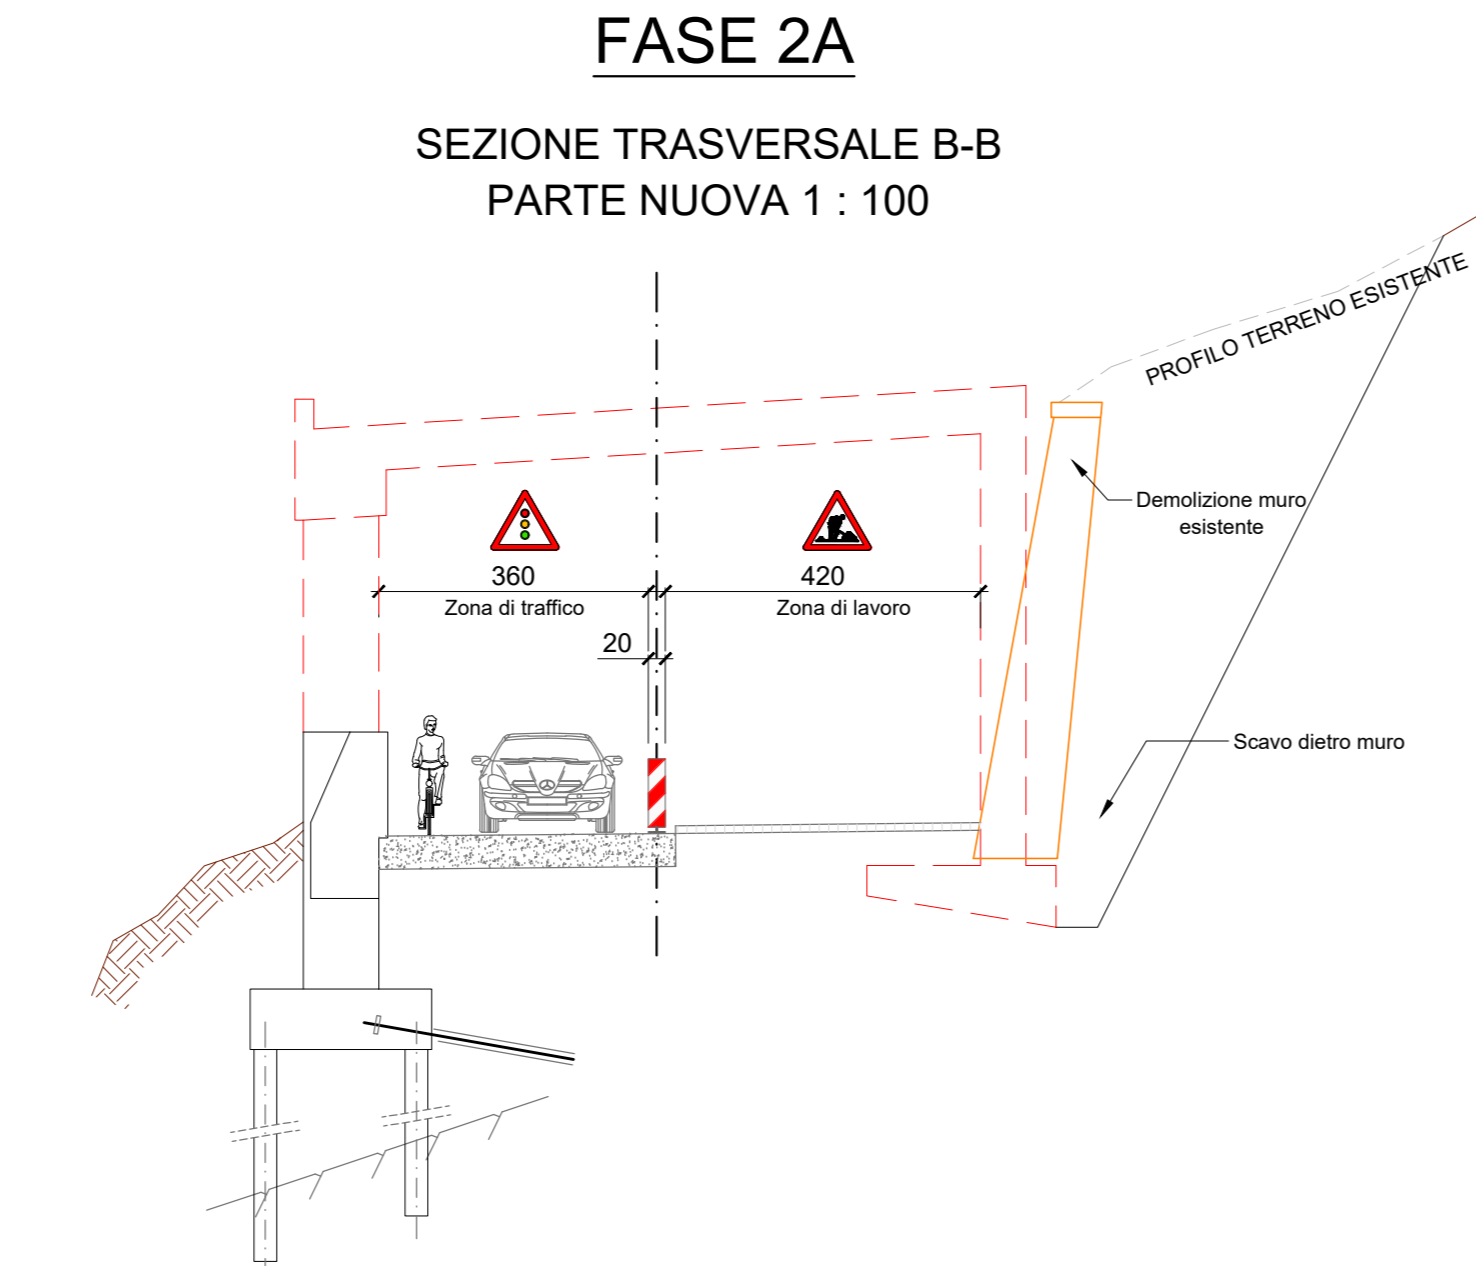 FASE 2A
SEZIONE TRASVERSALE B-B
PARTE NUOVA 1 : 100
PROFILO TERRENO ESISTENTE
Demolizione muro
esistente
360
420
Zona di traffico
Zona di lavoro
20
Scavo dietro muro